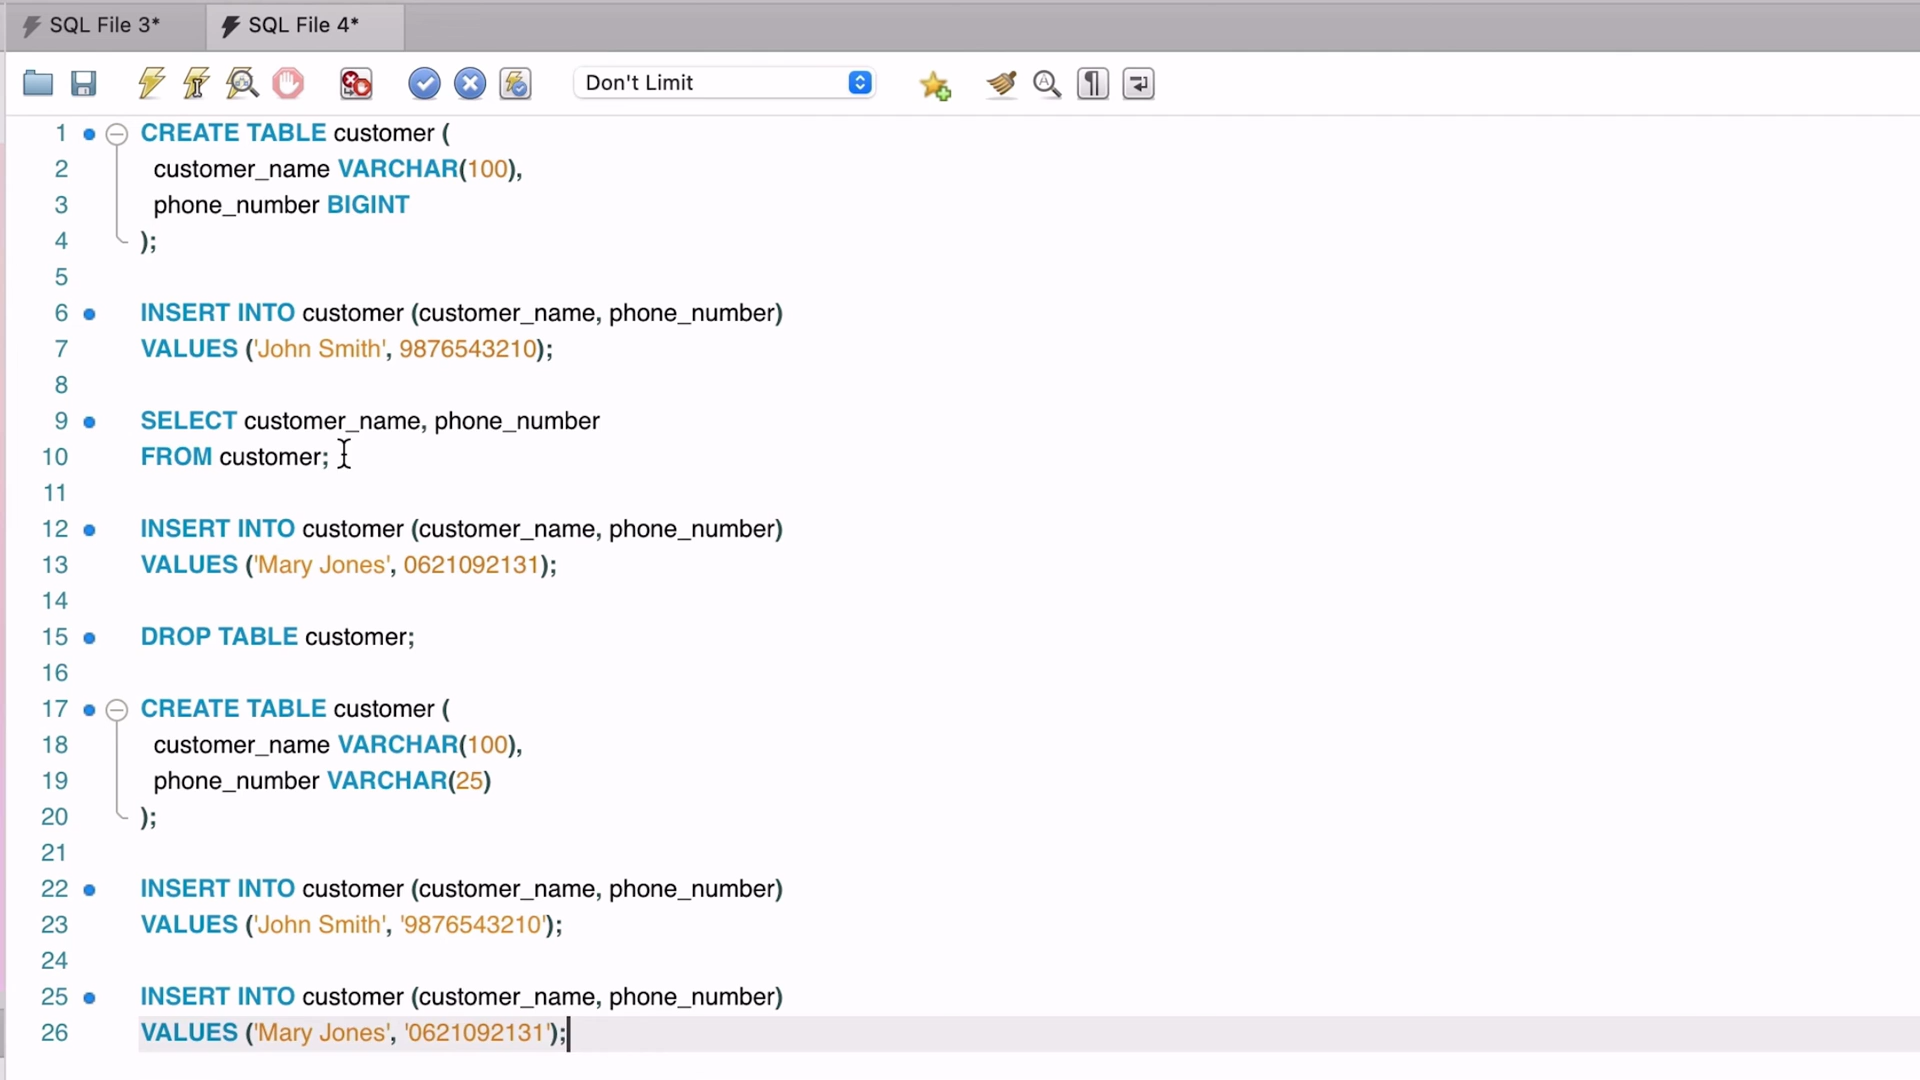 SQL File 3*
SQL File 4*
Don't Limit
1 CREATE TABLE customer (
2 customer_name VARCHAR(100),
3 phone_number BIGINT
4 );
5
6 INSERT INTO customer (customer_name, phone_number)
7 VALUES ('John Smith', 9876543210);
8
9 SELECT customer_name, phone_number
10 FROM customer;
11
12 INSERT INTO customer (customer_name, phone_number)
13 VALUES ('Mary Jones', 0621092131);
14
15 DROP TABLE customer;
16
17 CREATE TABLE customer (
18 customer_name VARCHAR(100),
19 phone_number VARCHAR(25)
20 );
21
22 INSERT INTO customer (customer_name, phone_number)
23 VALUES ('John Smith', '9876543210');
24
25 INSERT INTO customer (customer_name, phone_number)
26 VALUES ('Mary Jones', '0621092131');